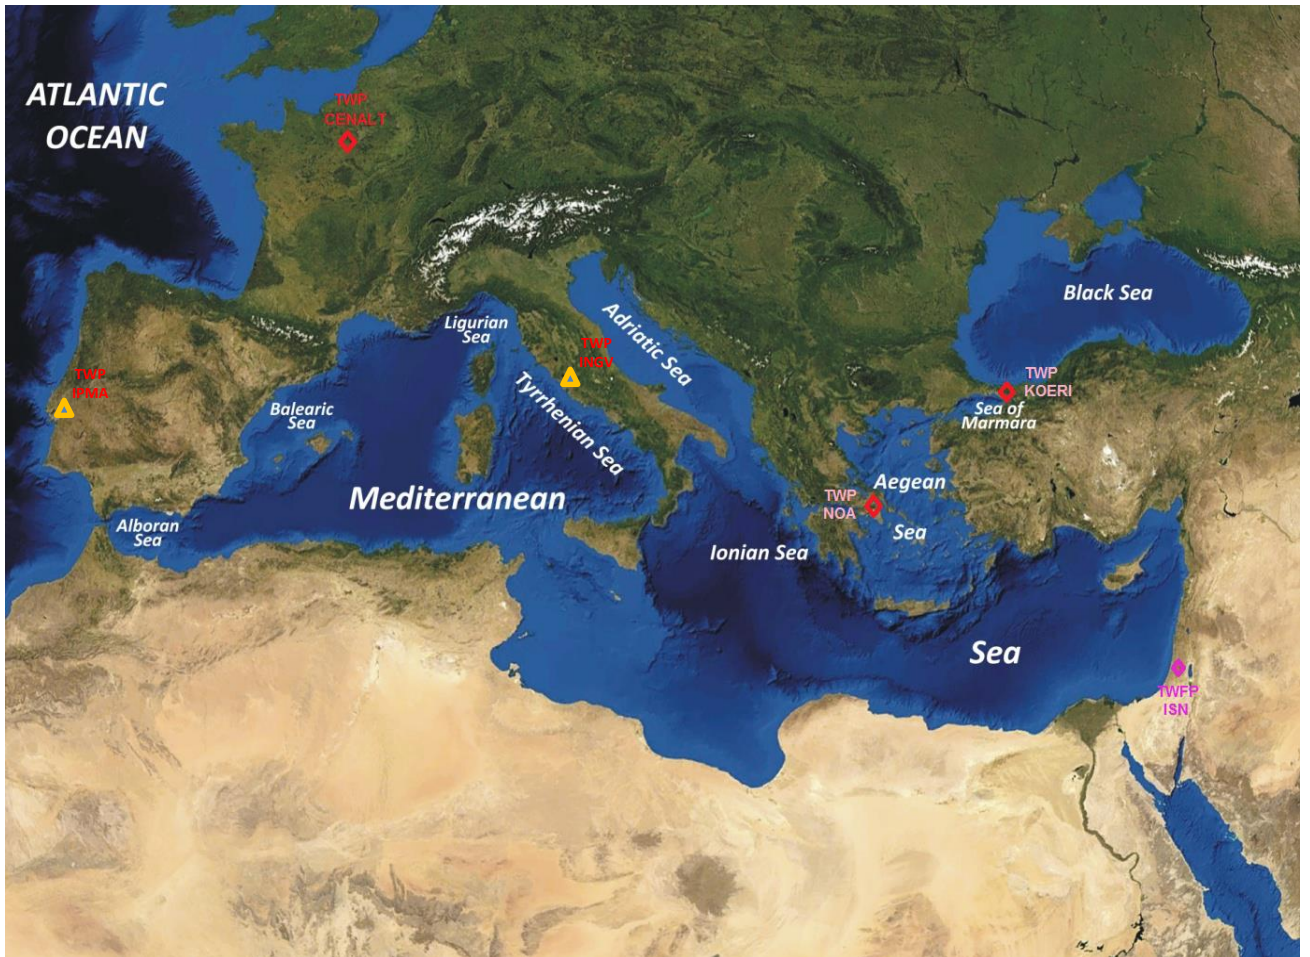 ATLANTIC
OCEAN
TWP
CENALT
Black Sea
Ligurian
Sea
Adriatic Sea
TWP
INGV
TWP
IPMA
Tyrrhenian Sea
TWP
KOERI
Balearic
Sea
Sea of
Marmara
Mediterranean
Aegean
Sea
TWP
NOA
Alboran
Sea
Ionian Sea
Sea
TWFP
ISN